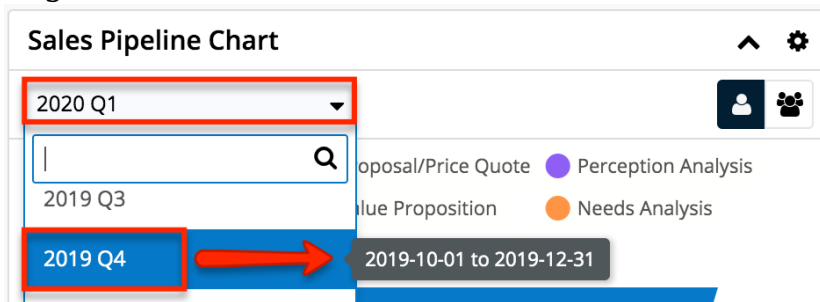 Sales Pipeline Chart
2020 Q1
oposal/Price Quote
Perception Analysis
2019 Q3
lue Proposition
Needs Analysis
2019 Q4
2019-10-01 to 2019-12-31